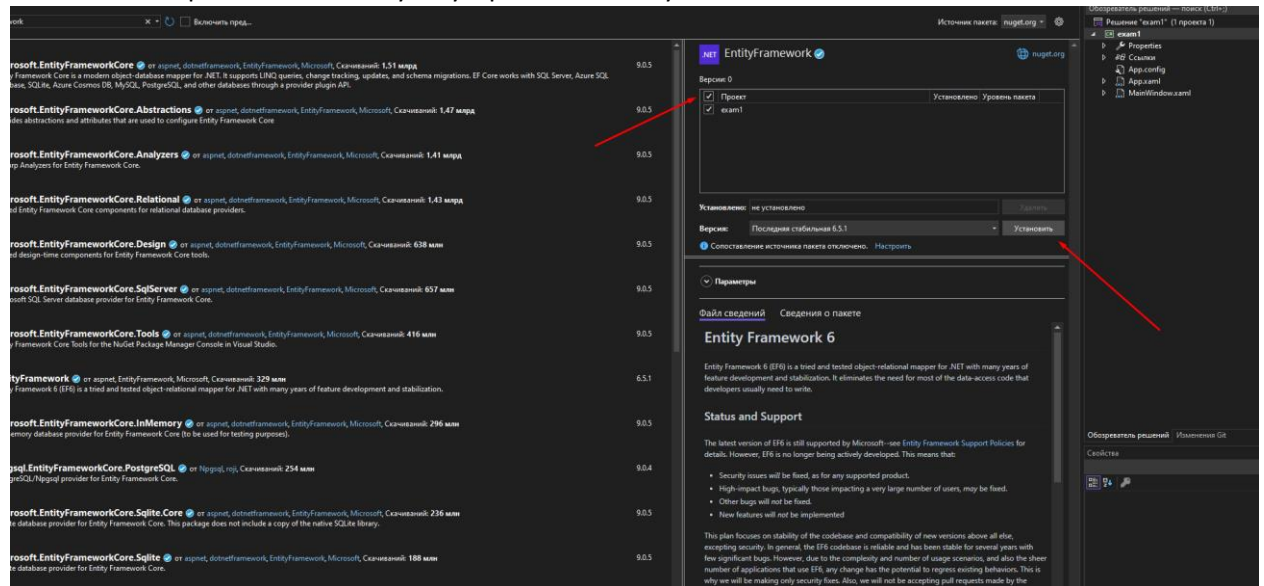 work
Включить пред...
Источник пакета: nuget.org
rosoft.EntityFrameworkCore от aspnet, dotnetframework, EntityFramework, Microsoft, Скачиваний: 1,51 млрд
9.0.5
y Framework Core is a modern object-database mapper for .NET. It supports LINQ queries, change tracking, updates, and schema migrations. EF Core works with SQL Server, Azure SQL
base, SQLite, Azure Cosmos DB, MySQL, PostgreSQL, and other databases through a provider plugin API.
rosoft.EntityFrameworkCore.Abstractions от aspnet, dotnetframework, EntityFramework, Microsoft, Скачиваний: 1,47 млрд
9.0.5
ides abstractions and attributes that are used to configure Entity Framework Core
rosoft.EntityFrameworkCore.Analyzers от aspnet, dotnetframework, EntityFramework, Microsoft, Скачиваний: 1,41 млрд
9.0.5
rp Analyzers for Entity Framework Core.
rosoft.EntityFrameworkCore.Relational от aspnet, dotnetframework, EntityFramework, Microsoft, Скачиваний: 1,43 млрд
9.0.5
ed Entity Framework Core components for relational database providers.
rosoft.EntityFrameworkCore.Design от aspnet, dotnetframework, EntityFramework, Microsoft, Скачиваний: 638 млн
9.0.5
ed design-time components for Entity Framework Core tools.
rosoft.EntityFrameworkCore.SqlServer от aspnet, dotnetframework, EntityFramework, Microsoft, Скачиваний: 657 млн
9.0.5
osoft SQL Server database provider for Entity Framework Core.
rosoft.EntityFrameworkCore.Tools от aspnet, dotnetframework, EntityFramework, Microsoft, Скачиваний: 416 млн
9.0.5
y Framework Core Tools for the NuGet Package Manager Console in Visual Studio.
ityFramework от aspnet, EntityFramework, Microsoft, Скачиваний: 329 млн
6.5.1
y Framework 6 (EF6) is a tried and tested object-relational mapper for .NET with many years of feature development and stabilization.
rosoft.EntityFrameworkCore.InMemory от aspnet, dotnetframework, EntityFramework, Microsoft, Скачиваний: 296 млн
9.0.5
emory database provider for Entity Framework Core (to be used for testing purposes).
gsql.EntityFrameworkCore.PostgreSQL от Npgsql, roji, Скачиваний: 254 млн
9.0.4
greSQL/Npgsql provider for Entity Framework Core.
rosoft.EntityFrameworkCore.Sqlite.Core от aspnet, dotnetframework, EntityFramework, Microsoft, Скачиваний: 236 млн
9.0.5
te database provider for Entity Framework Core. This package does not include a copy of the native SQLite library.
rosoft.EntityFrameworkCore.Sqlite от aspnet, dotnetframework, EntityFramework, Microsoft, Скачиваний: 188 млн
9.0.5
te database provider for Entity Framework Core.
.NET EntityFramework
nuget.org
Версии: 0
Проект Установлено Уровень пакета
exam1
Установлено: не установлено Удалить
Версия: Последняя стабильная 6.5.1 Установить
Сопоставление источника пакета отключено. Настроить
Параметры
Файл сведений Сведения о пакете
Entity Framework 6
Entity Framework 6 (EF6) is a tried and tested object-relational mapper for .NET with many years of
feature development and stabilization. It eliminates the need for most of the data-access code that
developers usually need to write.
Status and Support
The latest version of EF6 is still supported by Microsoft--see Entity Framework Support Policies for
details. However, EF6 is no longer being actively developed. This means that:
• Security issues will be fixed, as for any supported product.
• High-impact bugs, typically those impacting a very large number of users, may be fixed.
• Other bugs will not be fixed.
• New features will not be implemented
This plan focuses on stability of the codebase and compatibility of new versions above all else,
excepting security. In general, the EF6 codebase is reliable and has been stable for several years with
few significant bugs. However, due to the complexity and number of usage scenarios, and also the sheer
number of applications that use EF6, any change has the potential to regress existing behaviors. This is
why we will be making only security fixes. Also, we will not be accepting pull requests made by the
Обозреватель решений — поиск (Ctrl+;)
Решение "exam1" (1 проекта 1)
exam1
Properties
Ссылки
App.config
App.xaml
MainWindow.xaml
Обозреватель решений Изменения Git
Свойства